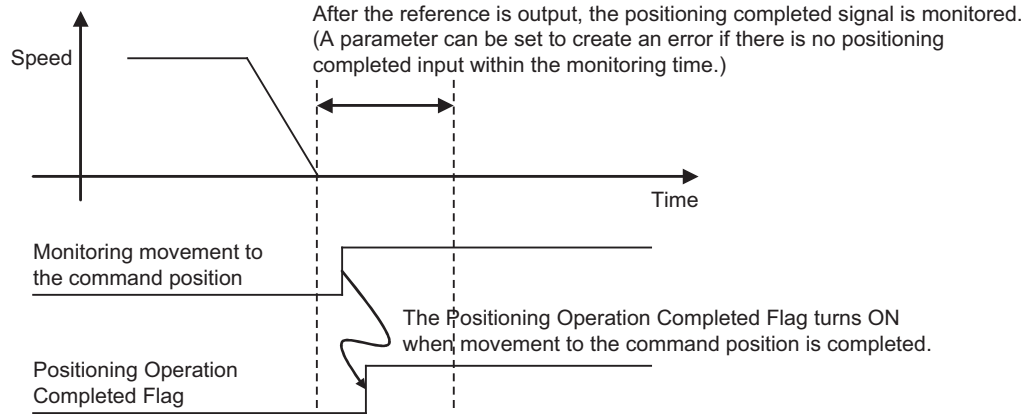 After the reference is output, the positioning completed signal is monitored.
(A parameter can be set to create an error if there is no positioning
completed input within the monitoring time.)
Speed
Time
Monitoring movement to
the command position
The Positioning Operation Completed Flag turns ON
when movement to the command position is completed.
Positioning Operation
Completed Flag